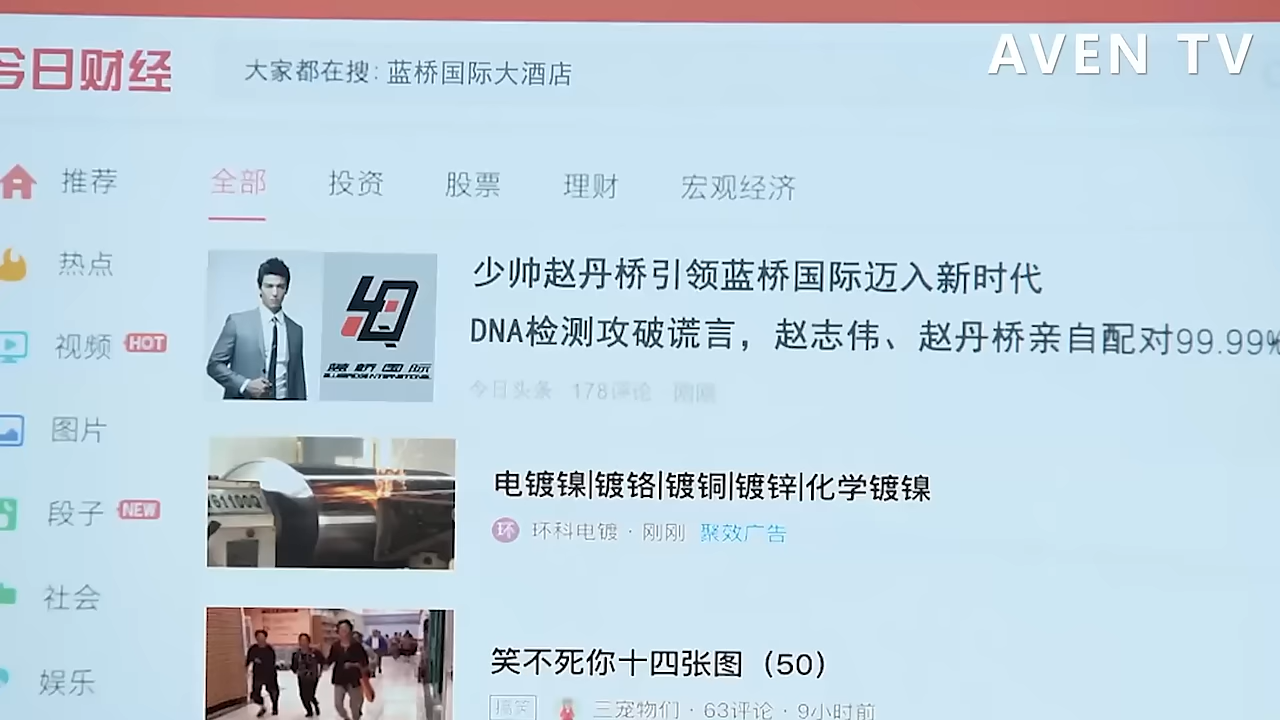 AVEN TV
今日财经
大家都在搜: 蓝桥国际大酒店
推荐
热点
视频 HOT
图片
段子 NEW
社会
娱乐
全部 投资 股票 理财 宏观经济
少帅赵丹桥引领蓝桥国际迈入新时代
DNA检测攻破谎言，赵志伟、赵丹桥亲自配对99.99%
今日头条 178评论 刚刚
电镀镍|镀铬|镀铜|镀锌|化学镀镍
环 环科电镀 · 刚刚 聚效广告
笑不死你十四张图（50）
搞笑 三宠物们 · 63评论 · 9小时前